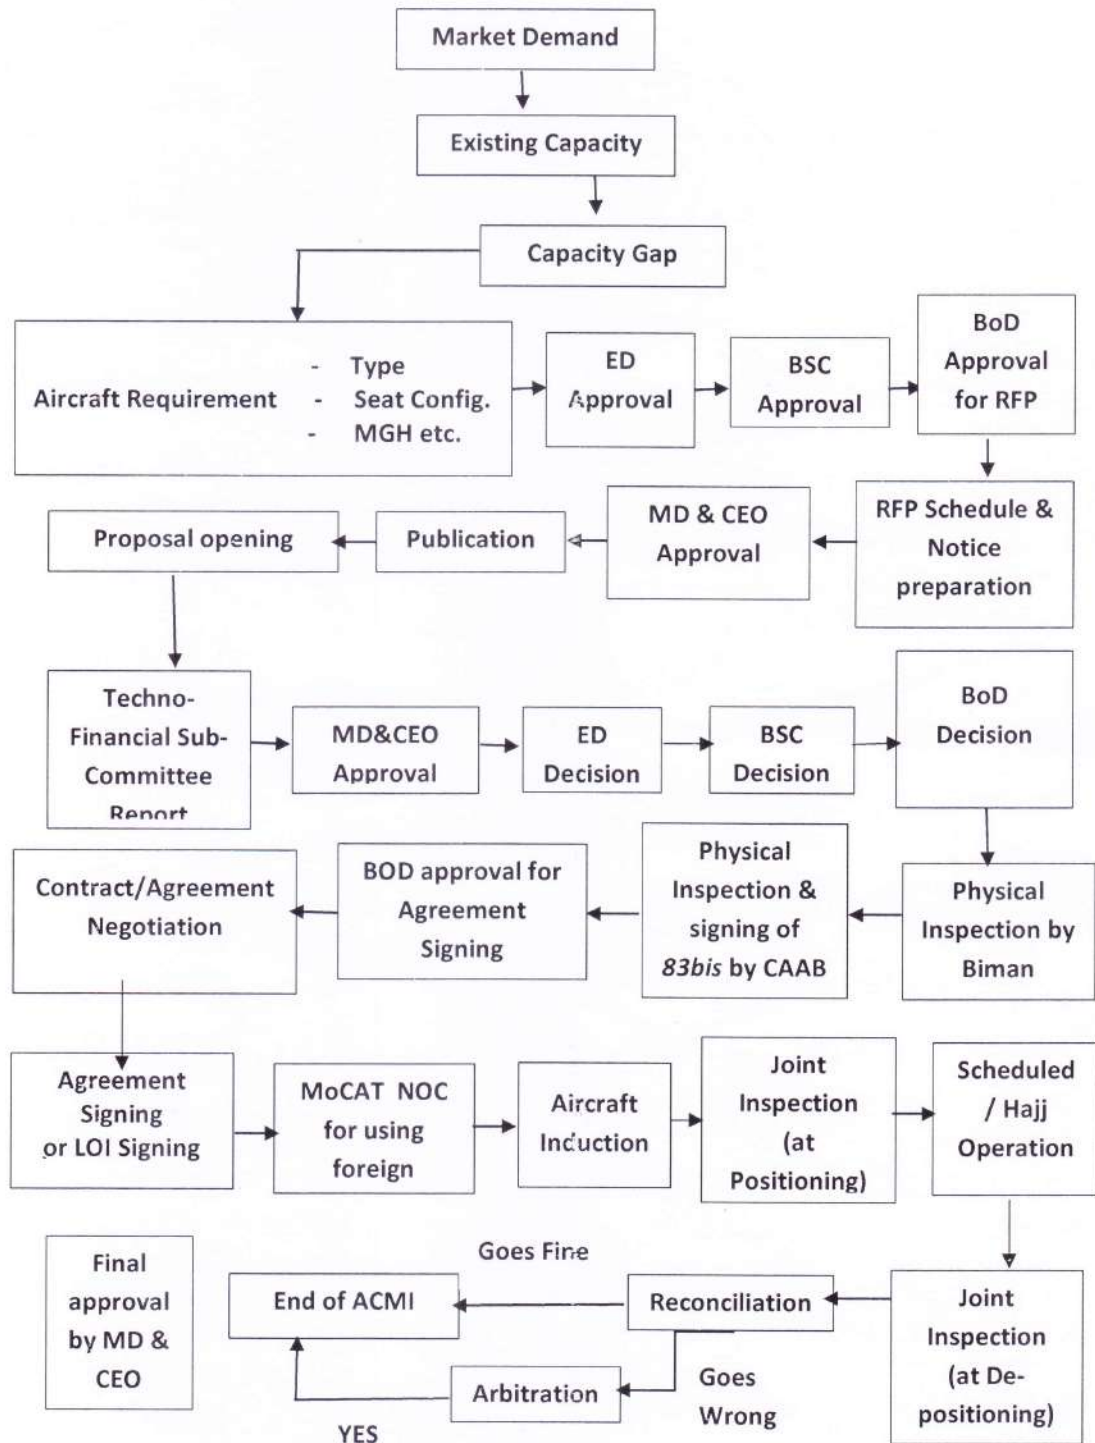 Market Demand
Existing Capacity
Capacity Gap
Aircraft Requirement
- Type
- Seat Config.
- MGH etc.
ED
Approval
BSC
Approval
BoD
Approval
for RFP
RFP Schedule &
Notice
preparation
MD & CEO
Approval
Publication
Proposal opening
Techno-
Financial Sub-
Committee
Report
MD&CEO
Approval
ED
Decision
BSC
Decision
BoD
Decision
Physical
Inspection by
Biman
Physical
Inspection &
signing of
83bis by CAAB
BOD approval for
Agreement
Signing
Contract/Agreement
Negotiation
Agreement
Signing
or LOI Signing
MoCAT NOC
for using
foreign
Aircraft
Induction
Joint
Inspection
(at
Positioning)
Scheduled
/ Hajj
Operation
Joint
Inspection
(at De-
positioning)
Reconciliation
Goes Fine
End of ACMI
Goes
Wrong
Arbitration
YES
Final
approval
by MD &
CEO